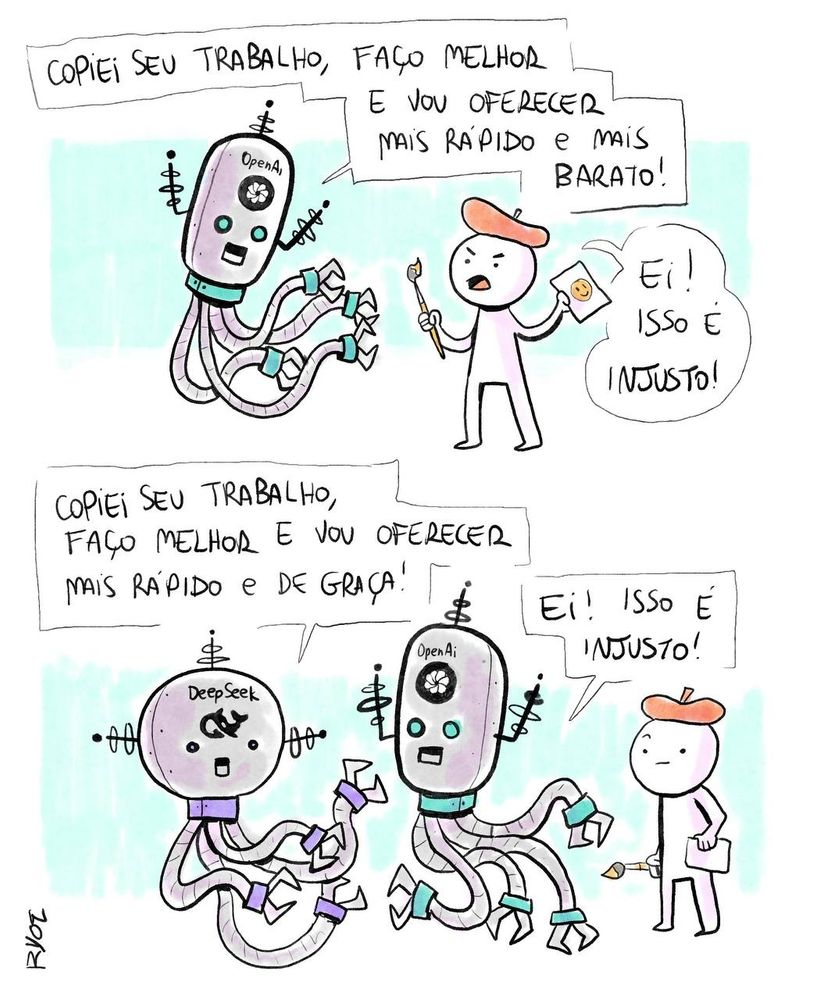 COPIEI SEU TRABALHO, FAÇO MELHOR
E VOU OFERECER
MAIS RÁPIDO e MAIS
BARATO!
OpenAi
Ei!
ISSO É
INJUSTO!
COPIEI SEU TRABALHO,
FAÇO MELHOR E VOU OFERECER
MAIS RÁPIDO e DE GRAÇA!
Ei! ISSO É
INJUSTO!
OpenAi
DeepSeek